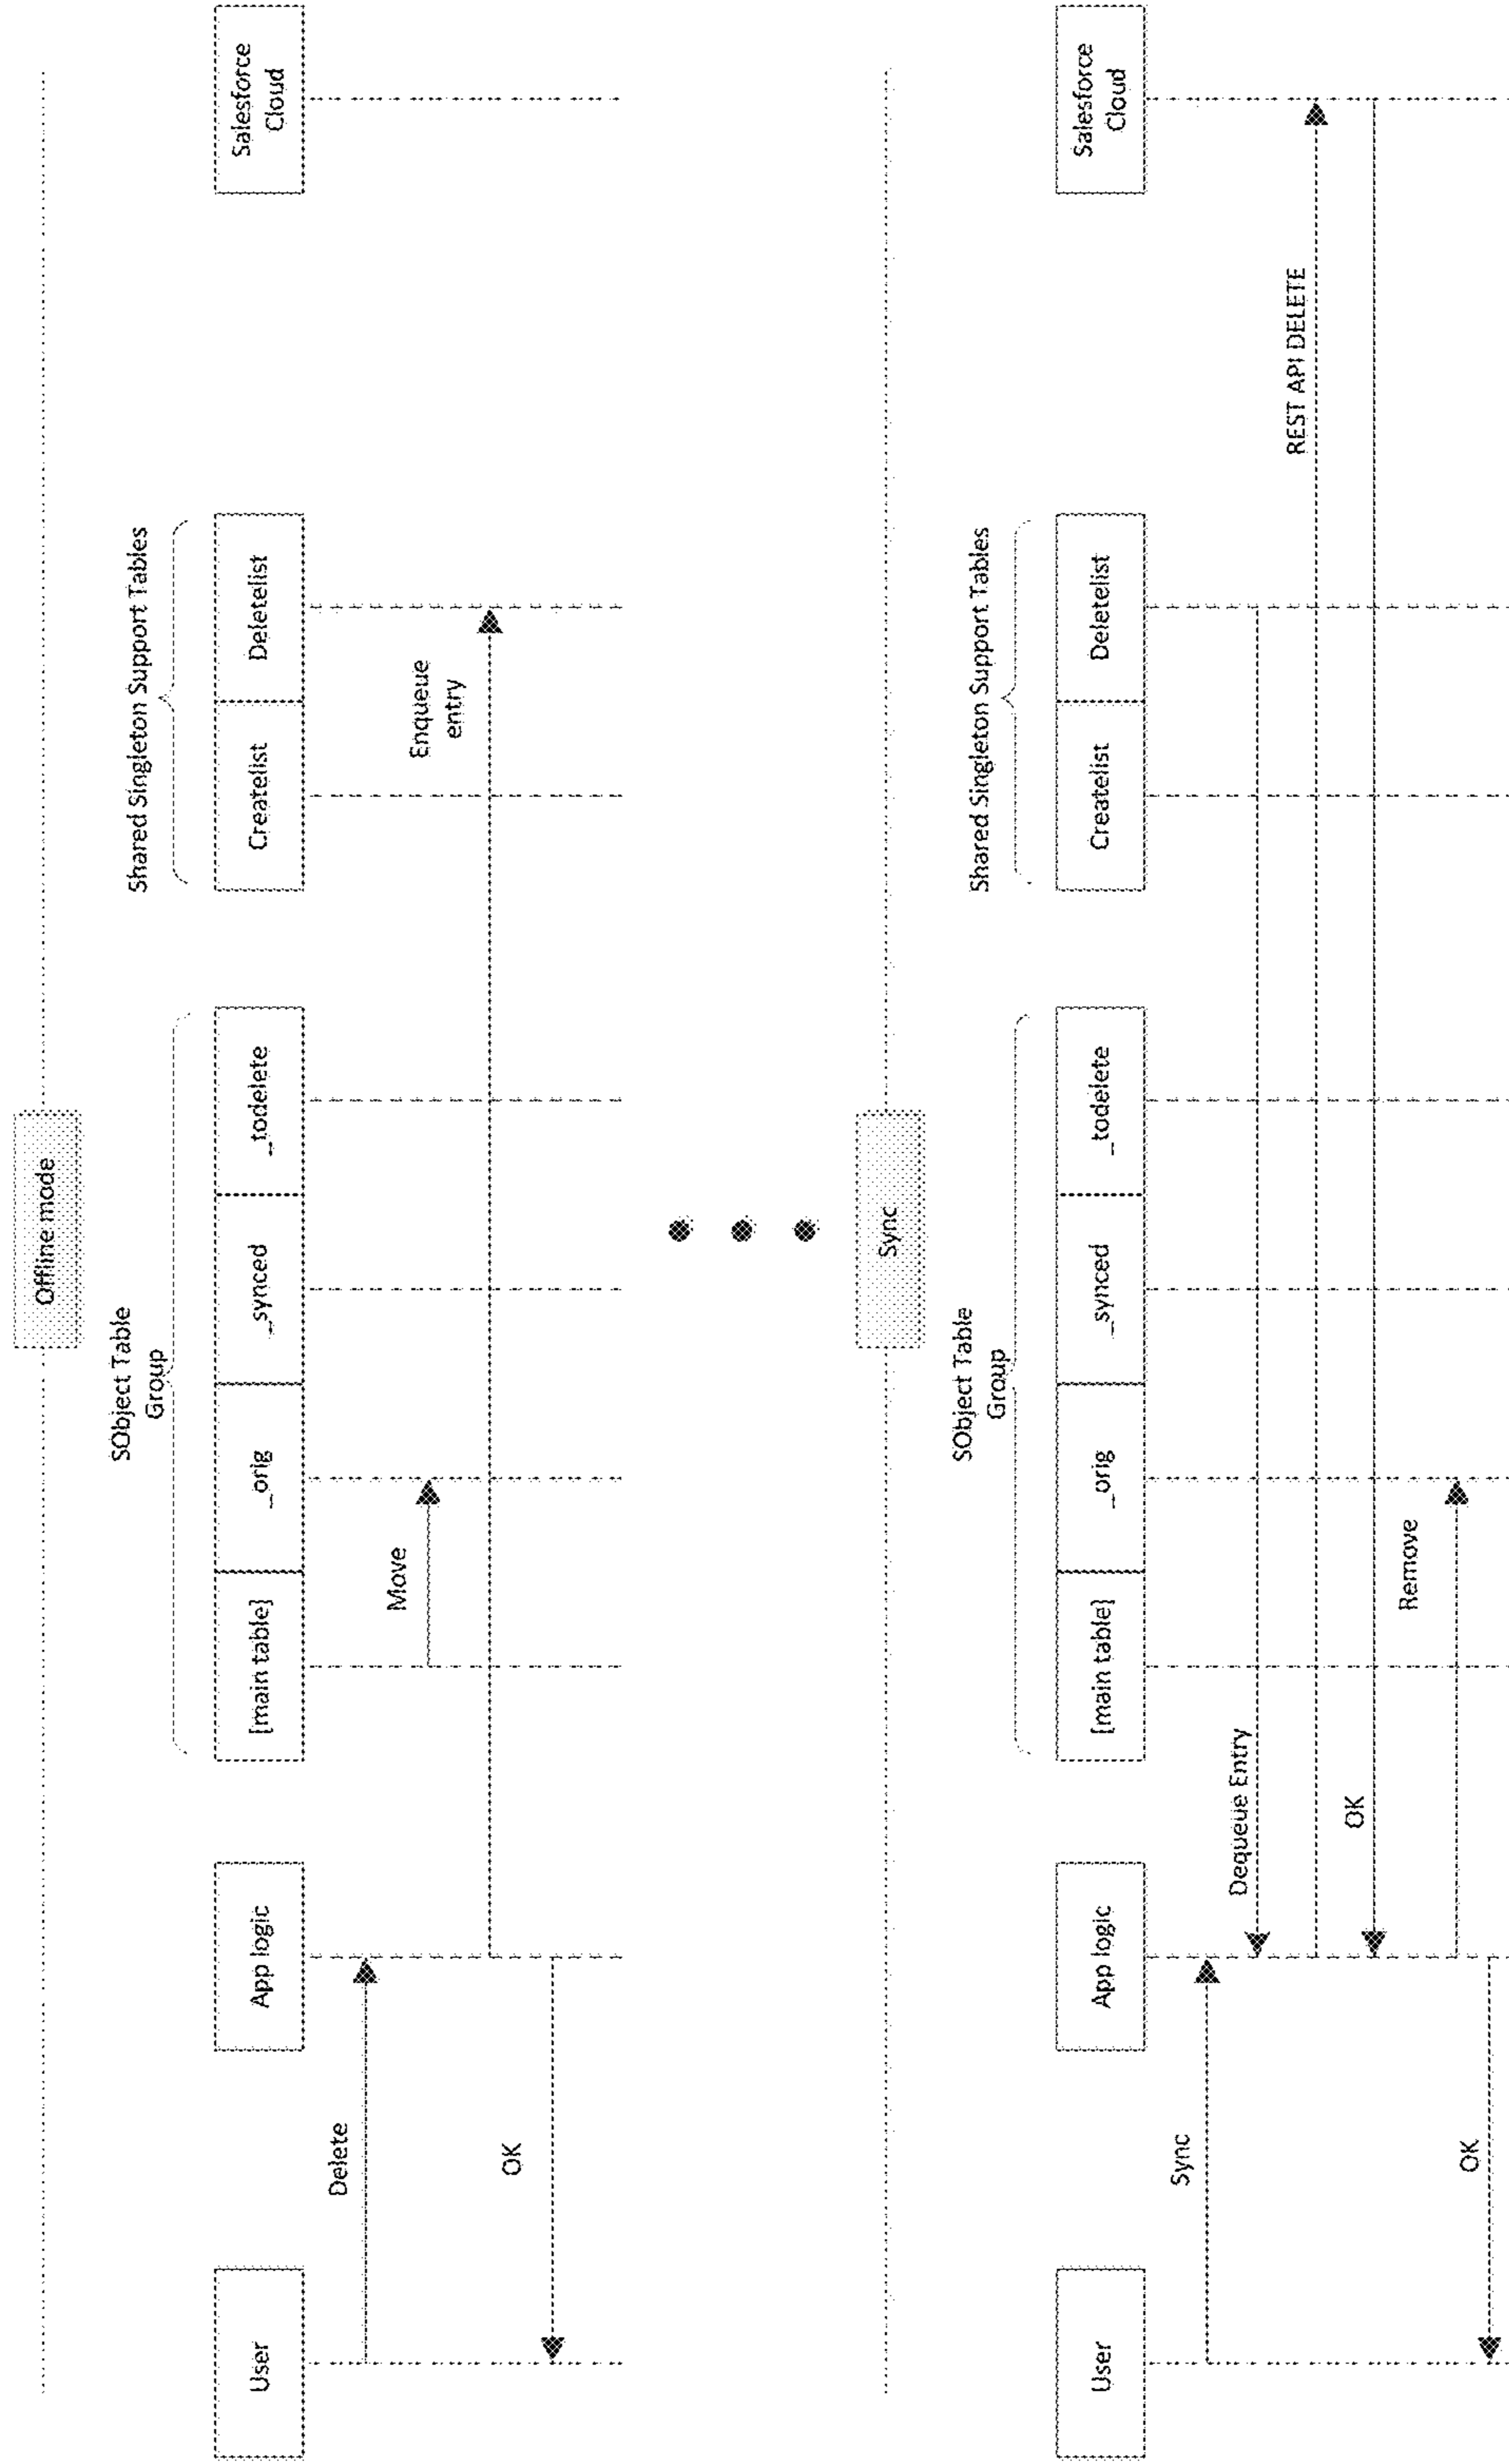 Offline mode
SObject Table
Group
Shared Singleton Support Tables
User
App logic
[main table]
_orig
_synced
_todelete
Createlist
Deletelist
Salesforce
Cloud
Delete
Move
Enqueue
entry
OK
Sync
SObject Table
Group
Shared Singleton Support Tables
User
App logic
[main table]
_orig
_synced
_todelete
Createlist
Deletelist
Salesforce
Cloud
Sync
Dequeue Entry
REST API DELETE
OK
Remove
OK